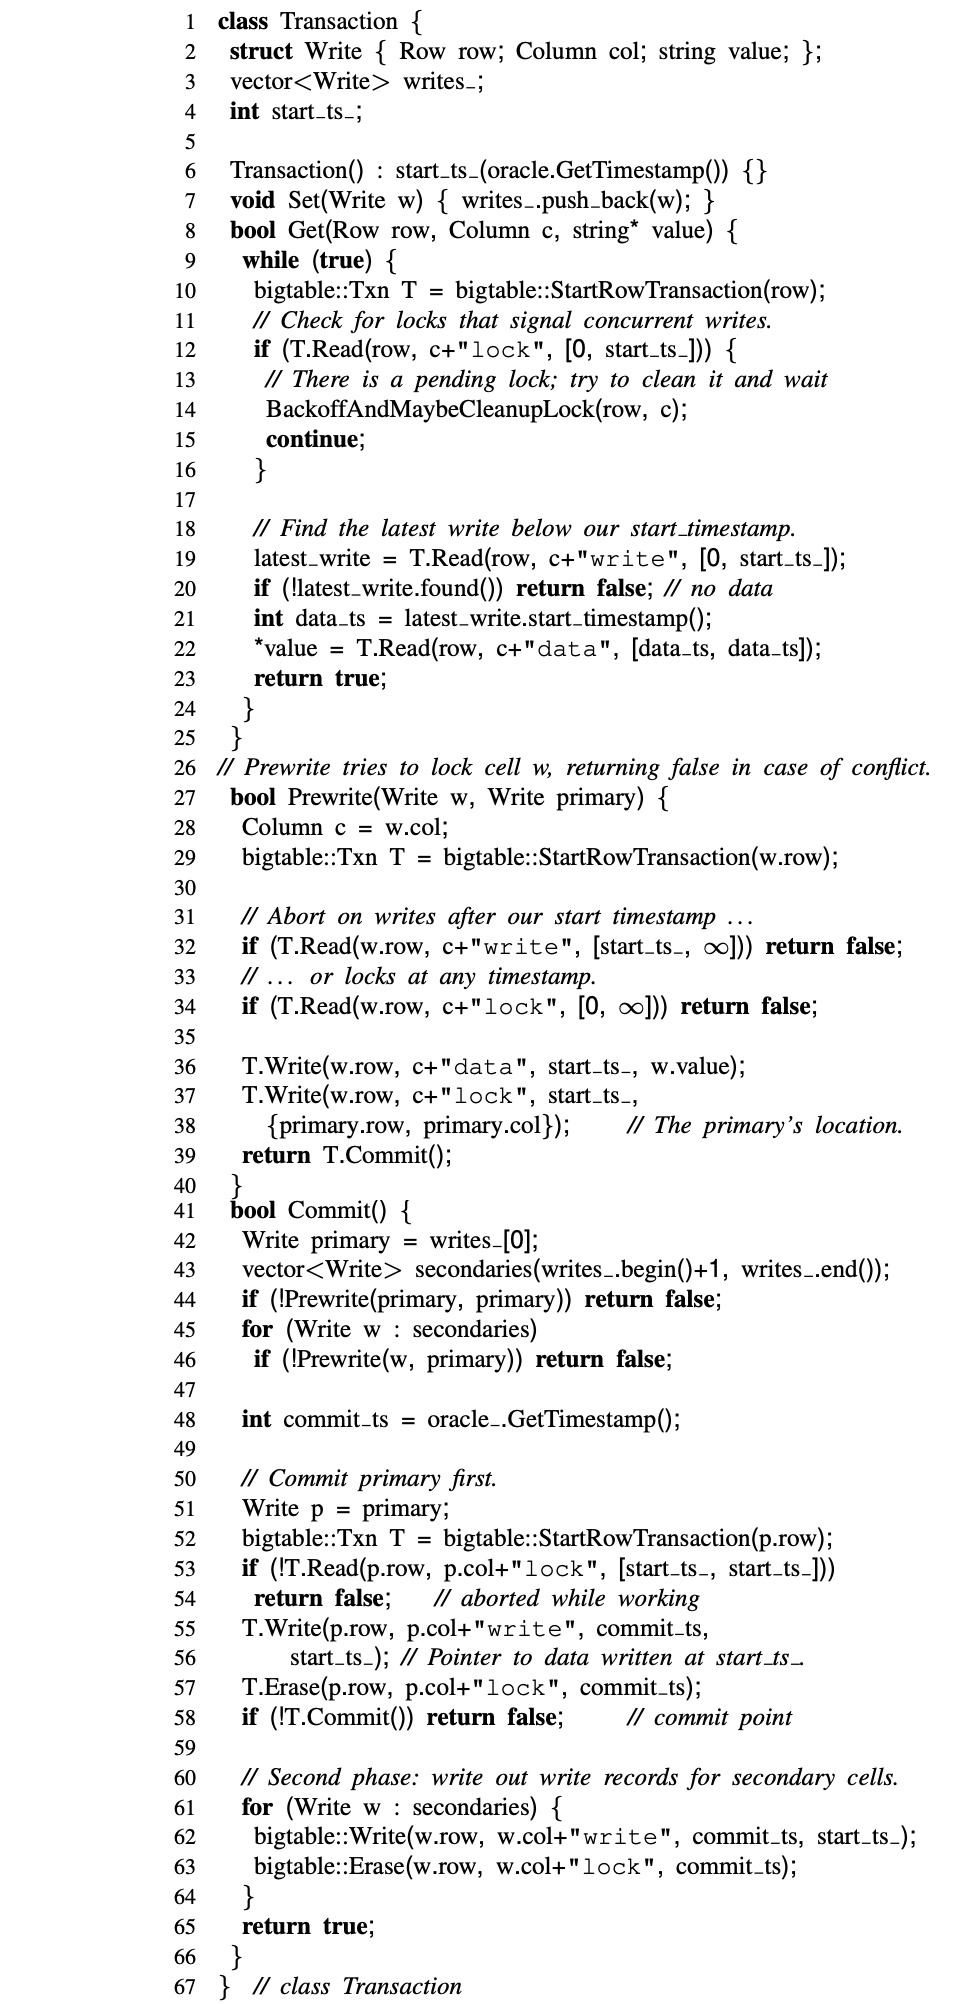 1 class Transaction {
2 struct Write { Row row; Column col; string value; };
3 vector<Write> writes_;
4 int start_ts_;
5
6 Transaction() : start_ts_(oracle.GetTimestamp()) {}
7 void Set(Write w) { writes_.push_back(w); }
8 bool Get(Row row, Column c, string* value) {
9 while (true) {
10 bigtable::Txn T = bigtable::StartRowTransaction(row);
11 // Check for locks that signal concurrent writes.
12 if (T.Read(row, c+"lock", [0, start_ts_])) {
13 // There is a pending lock; try to clean it and wait
14 BackoffAndMaybeCleanupLock(row, c);
15 continue;
16 }
17
18 // Find the latest write below our start_timestamp.
19 latest_write = T.Read(row, c+"write", [0, start_ts_]);
20 if (!latest_write.found()) return false; // no data
21 int data_ts = latest_write.start_timestamp();
22 *value = T.Read(row, c+"data", [data_ts, data_ts]);
23 return true;
24 }
25 }
26 // Prewrite tries to lock cell w, returning false in case of conflict.
27 bool Prewrite(Write w, Write primary) {
28 Column c = w.col;
29 bigtable::Txn T = bigtable::StartRowTransaction(w.row);
30
31 // Abort on writes after our start timestamp ...
32 if (T.Read(w.row, c+"write", [start_ts_, ∞])) return false;
33 // ... or locks at any timestamp.
34 if (T.Read(w.row, c+"lock", [0, ∞])) return false;
35
36 T.Write(w.row, c+"data", start_ts_, w.value);
37 T.Write(w.row, c+"lock", start_ts_,
38 {primary.row, primary.col}); // The primary's location.
39 return T.Commit();
40 }
41 bool Commit() {
42 Write primary = writes_[0];
43 vector<Write> secondaries(writes_.begin()+1, writes_.end());
44 if (!Prewrite(primary, primary)) return false;
45 for (Write w : secondaries)
46 if (!Prewrite(w, primary)) return false;
47
48 int commit_ts = oracle_.GetTimestamp();
49
50 // Commit primary first.
51 Write p = primary;
52 bigtable::Txn T = bigtable::StartRowTransaction(p.row);
53 if (!T.Read(p.row, p.col+"lock", [start_ts_, start_ts_]))
54 return false; // aborted while working
55 T.Write(p.row, p.col+"write", commit_ts,
56 start_ts_); // Pointer to data written at start_ts_.
57 T.Erase(p.row, p.col+"lock", commit_ts);
58 if (!T.Commit()) return false; // commit point
59
60 // Second phase: write out write records for secondary cells.
61 for (Write w : secondaries) {
62 bigtable::Write(w.row, w.col+"write", commit_ts, start_ts_);
63 bigtable::Erase(w.row, w.col+"lock", commit_ts);
64 }
65 return true;
66 }
67 } // class Transaction